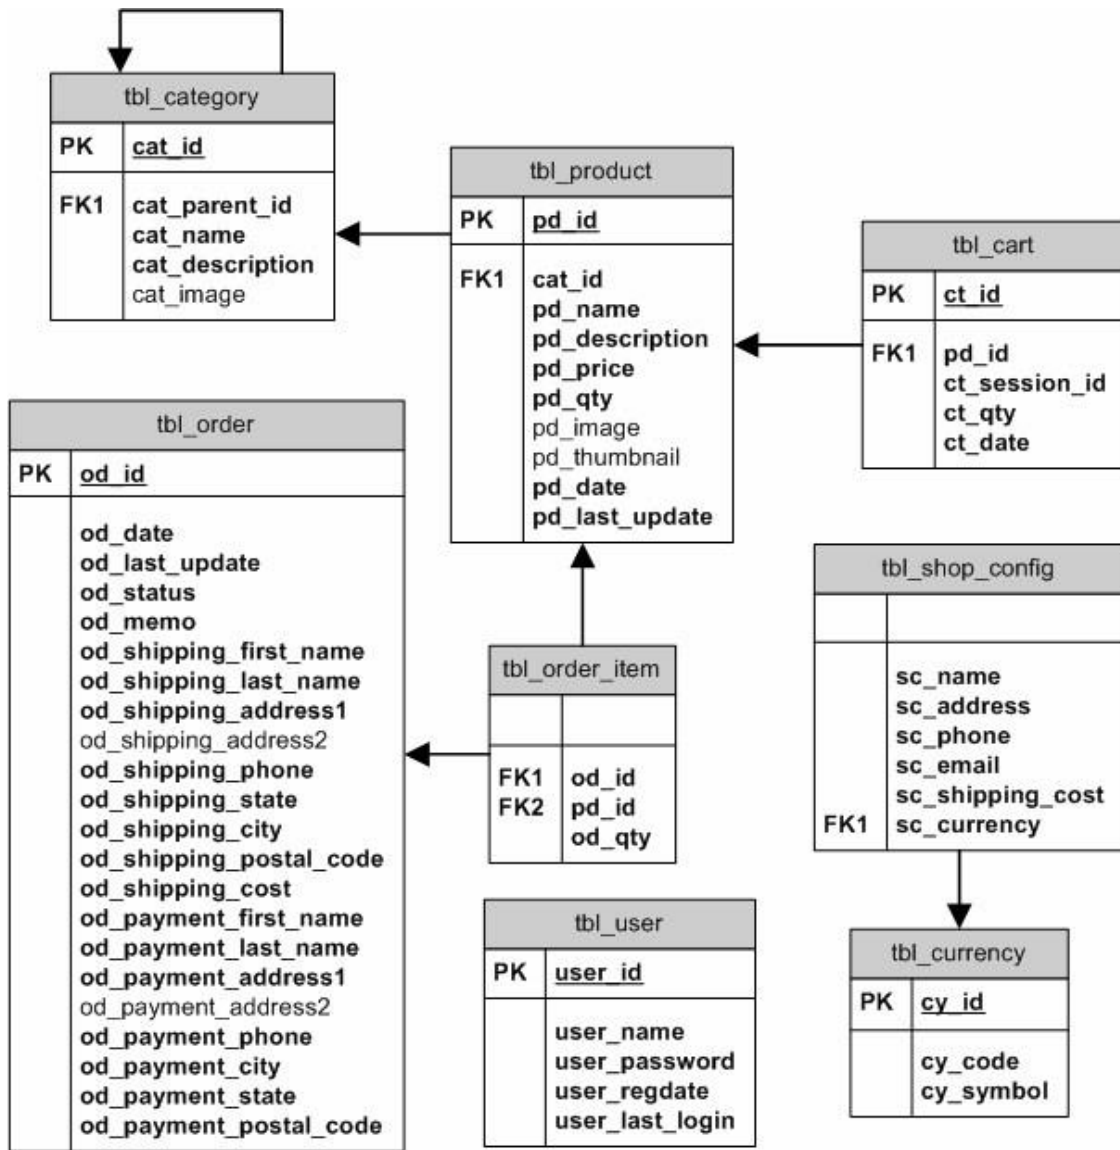 tbl_category
PK cat_id
FK1 cat_parent_id
cat_name
cat_description
cat_image
tbl_product
PK pd_id
FK1 cat_id
pd_name
pd_description
pd_price
pd_qty
pd_image
pd_thumbnail
pd_date
pd_last_update
tbl_cart
PK ct_id
FK1 pd_id
ct_session_id
ct_qty
ct_date
tbl_order
PK od_id
od_date
od_last_update
od_status
od_memo
od_shipping_first_name
od_shipping_last_name
od_shipping_address1
od_shipping_address2
od_shipping_phone
od_shipping_state
od_shipping_city
od_shipping_postal_code
od_shipping_cost
od_payment_first_name
od_payment_last_name
od_payment_address1
od_payment_address2
od_payment_phone
od_payment_city
od_payment_state
od_payment_postal_code
tbl_order_item
FK1 od_id
FK2 pd_id
od_qty
tbl_shop_config
sc_name
sc_address
sc_phone
sc_email
sc_shipping_cost
FK1 sc_currency
tbl_user
PK user_id
user_name
user_password
user_regdate
user_last_login
tbl_currency
PK cy_id
cy_code
cy_symbol